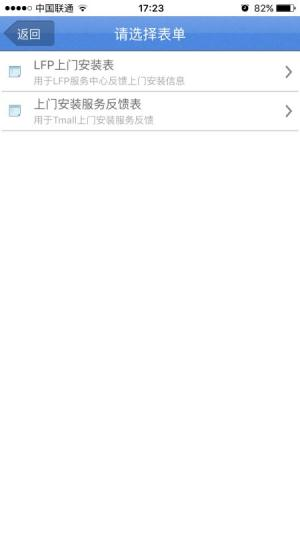 中国联通 17:23 82%
返回 请选择表单
LFP上门安装表
用于LFP服务中心反馈上门安装信息
上门安装服务反馈表
用于Tmall上门安装服务反馈